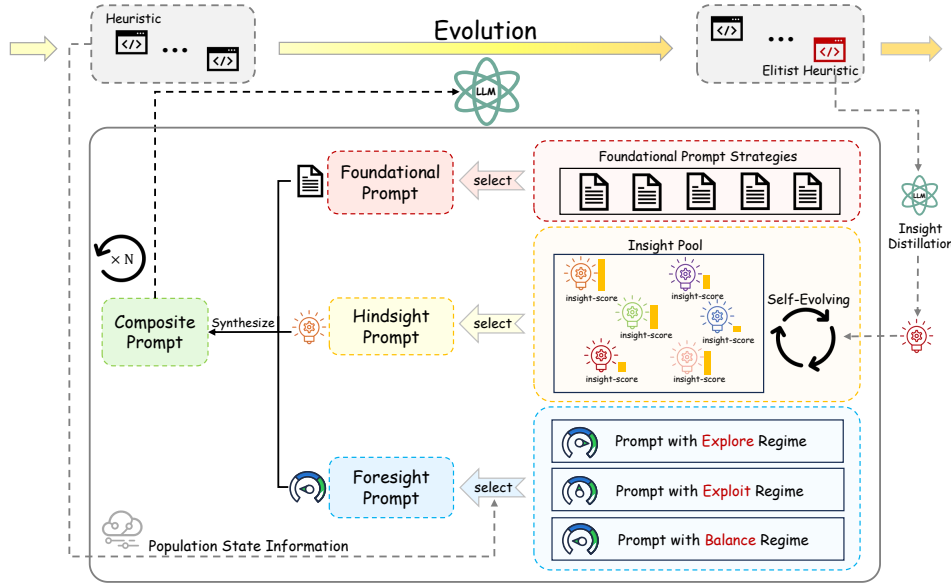 Heuristic
</>
...
</>
Evolution
</>
...
</>
Elitist Heuristic
LLM
Foundational
Prompt
select
Foundational Prompt Strategies
LLM
Insight
Distillation
× N
Composite
Prompt
Synthesize
Hindsight
Prompt
select
Insight Pool
insight-score
insight-score
insight-score
insight-score
insight-score
insight-score
Self-Evolving
Foresight
Prompt
select
Prompt with Explore Regime
Prompt with Exploit Regime
Prompt with Balance Regime
Population State Information